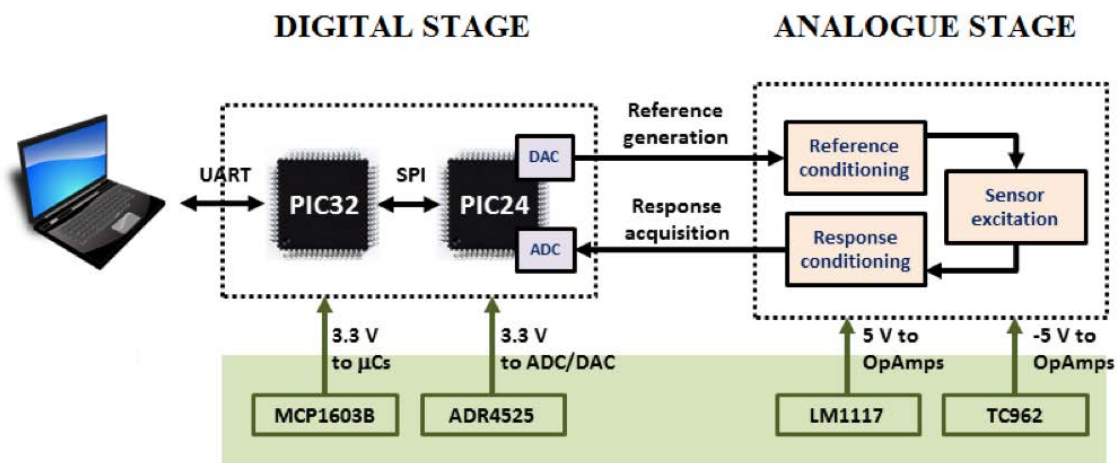 DIGITAL STAGE
ANALOGUE STAGE
Reference
generation
DAC
Reference
conditioning
UART
PIC32
SPI
PIC24
Sensor
excitation
Response
acquisition
ADC
Response
conditioning
3.3 V
to μCs
3.3 V
to ADC/DAC
5 V to
OpAmps
-5 V to
OpAmps
MCP1603B
ADR4525
LM1117
TC962